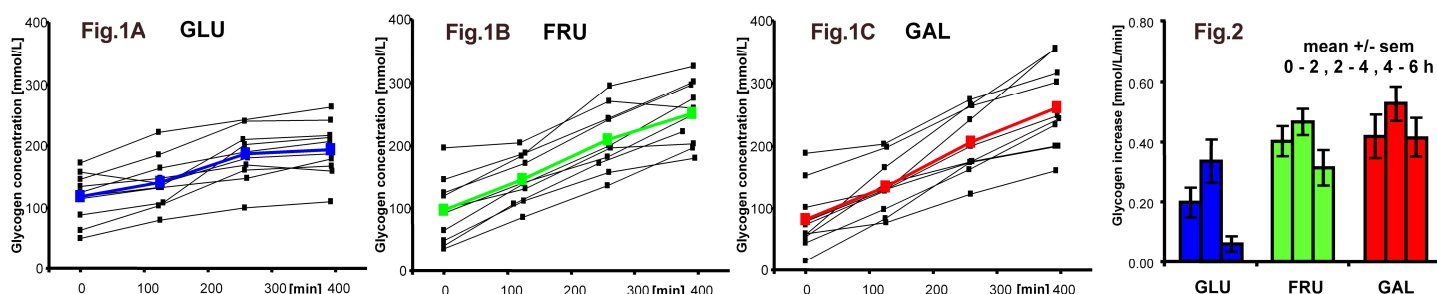 Fig.1A GLU
Glycogen concentration [mmol/L]
400
300
200
100
0
0 100 200 300 [min] 400
Fig.1B FRU
Glycogen concentration [mmol/L]
400
300
200
100
0
0 100 200 300 [min] 400
Fig.1C GAL
Glycogen concentration [mmol/L]
400
300
200
100
0
0 100 200 300 [min] 400
Fig.2
mean +/- sem
0 - 2 , 2 - 4 , 4 - 6 h
Glycogen increase [mmol/L/min]
0.80
0.60
0.40
0.20
0.00
GLU FRU GAL